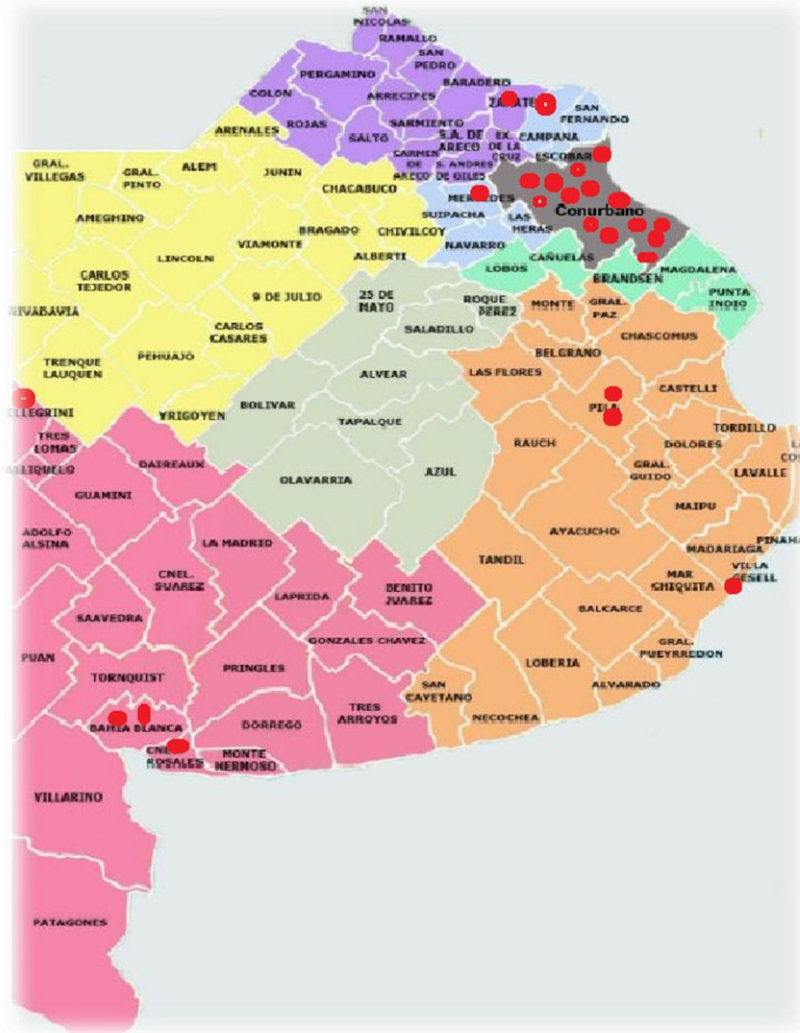 SAN
NICOLAS
RAMALLO
SAN
PEDRO
PERGAMINO
BARADERO
COLON
ARRECIFES
ZARATE
SAN
FERNANDO
ARENALES
ROJAS
SARMIENTO
SALTO
S.A. DE
ARECO
EX.
DE LA
CRUZ
CAMPANA
CARMEN
DE
ARECO
S. ANDRES
DE GILES
ESCOBAR
GRAL.
VILLEGAS
GRAL.
PINTO
ALEM
JUNIN
CHACABUCO
MERCEDES
SUIPACHA
LAS
HERAS
Conurbano
AMEGHINO
BRAGADO
CHIVILCOY
NAVARRO
VIAMONTE
LINCOLN
ALBERTI
LOBOS
CAÑUELAS
BRANDSEN
MAGDALENA
CARLOS
TEJEDOR
9 DE JULIO
25 DE
MAYO
ROQUE
PEREZ
MONTE
GRAL.
PAZ
PUNTA
INDIO
RIVADAVIA
CARLOS
CASARES
SALADILLO
CHASCOMUS
TRENQUE
LAUQUEN
PEHUAJO
BELGRANO
ALVEAR
LAS FLORES
CASTELLI
PILA
ELLEGRINI
YRIGOYEN
BOLIVAR
TAPALQUE
TORDILLO
TRES
LOMAS
RAUCH
DOLORES
ALLIQUELO
DAIREAUX
OLAVARRIA
AZUL
GRAL.
GUIDO
LAVALLE
GUAMINI
MAIPU
ADOLFO
ALSINA
LA MADRID
AYACUCHO
PINAMA
MADARIAGA
TANDIL
VILLA
GESELL
CNEL.
SUAREZ
LAPRIDA
BENITO
JUAREZ
MAR
CHIQUITA
SAAVEDRA
BALCARCE
GONZALES CHAVEZ
PUAN
PRINGLES
LOBERIA
GRAL.
PUEYRREDON
TORNQUIST
SAN
CAYETANO
ALVARADO
TRES
ARROYOS
NECOCHEA
BAHIA BLANCA
DORREGO
CNEL
ROSALES
MONTE
HERMOSO
VILLARINO
PATAGONES